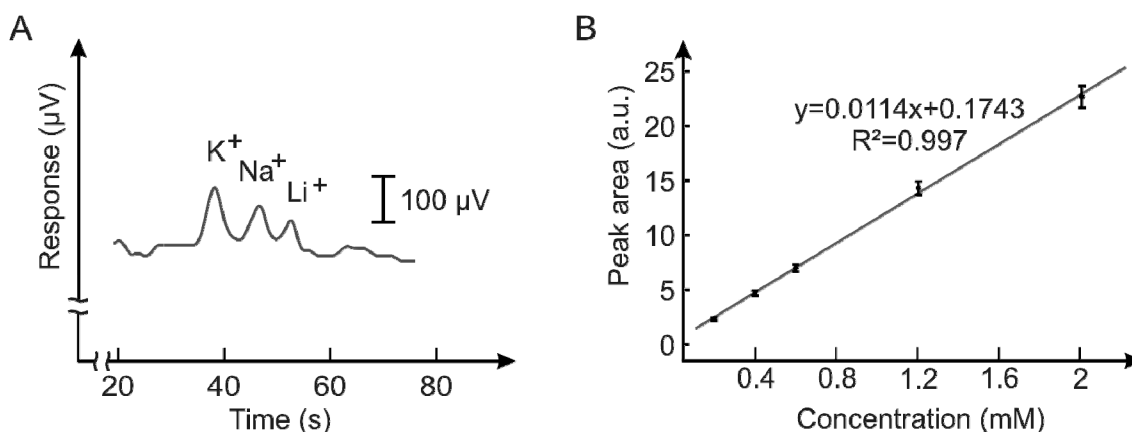 A
Response (µV)
K+
Na+
Li+
100 µV
20 40 60 80
Time (s)
B
Peak area (a.u.)
25
20
15
10
5
0
y=0.0114x+0.1743
R²=0.997
0.4 0.8 1.2 1.6 2
Concentration (mM)